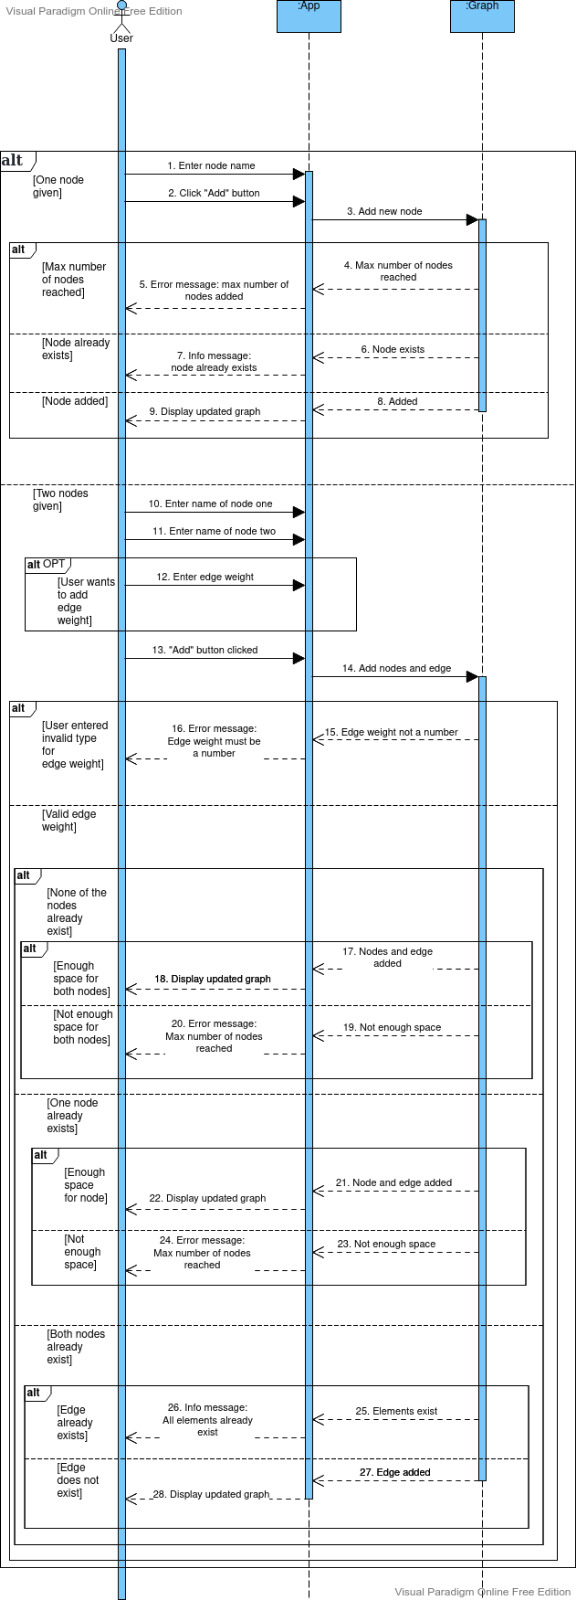 Visual Paradigm Online Free Edition
User
:App
:Graph
alt
[One node
given]
1. Enter node name
2. Click "Add" button
3. Add new node
alt
[Max number
of nodes
reached]
4. Max number of nodes
reached
5. Error message: max number of
nodes added
[Node already
exists]
6. Node exists
7. Info message:
node already exists
[Node added]
8. Added
9. Display updated graph
[Two nodes
given]
10. Enter name of node one
11. Enter name of node two
alt OPT
[User wants
to add
edge
weight]
12. Enter edge weight
13. "Add" button clicked
14. Add nodes and edge
alt
[User entered
invalid type
for
edge weight]
15. Edge weight not a number
16. Error message:
Edge weight must be
a number
[Valid edge
weight]
alt
[None of the
nodes
already
exist]
alt
[Enough
space for
both nodes]
17. Nodes and edge
added
18. Display updated graph
[Not enough
space for
both nodes]
19. Not enough space
20. Error message:
Max number of nodes
reached
[One node
already
exists]
alt
[Enough
space
for node]
21. Node and edge added
22. Display updated graph
[Not
enough
space]
23. Not enough space
24. Error message:
Max number of nodes
reached
[Both nodes
already
exist]
alt
[Edge
already
exists]
25. Elements exist
26. Info message:
All elements already
exist
[Edge
does not
exist]
27. Edge added
28. Display updated graph
Visual Paradigm Online Free Edition